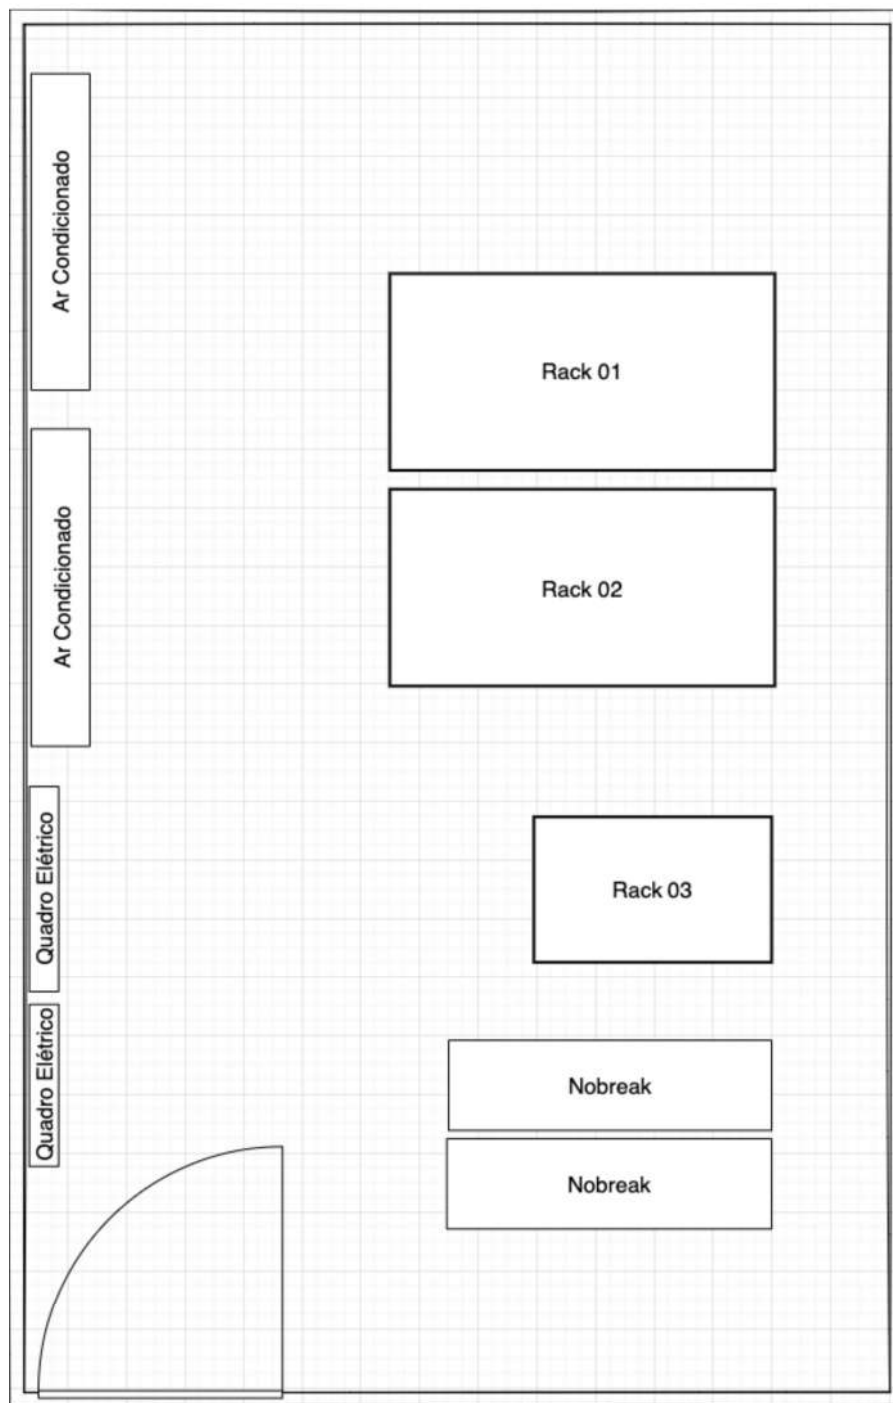 Ar Condicionado
Rack 01
Ar Condicionado
Rack 02
Quadro Elétrico
Rack 03
Quadro Elétrico
Nobreak
Nobreak